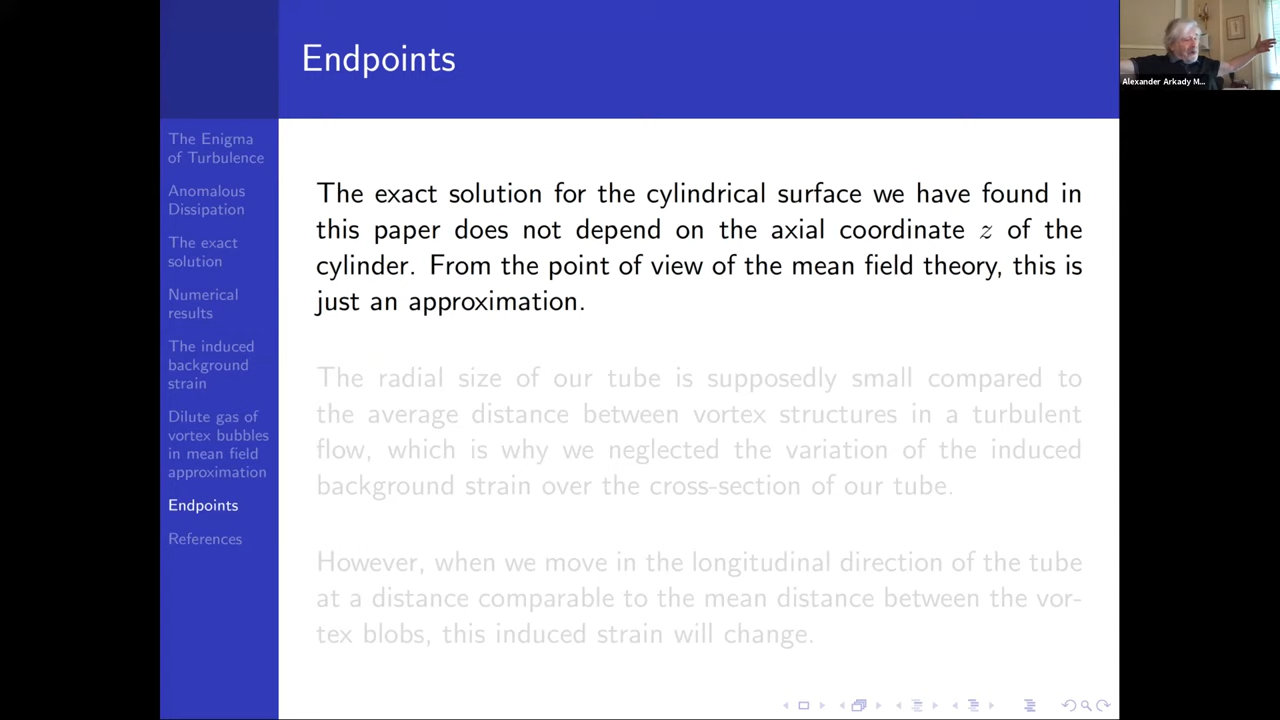 Endpoints
Alexander Arkady M...
The Enigma
of Turbulence
Anomalous
Dissipation
The exact
solution
Numerical
results
The induced
background
strain
Dilute gas of
vortex bubbles
in mean field
approximation
Endpoints
References
The exact solution for the cylindrical surface we have found in
this paper does not depend on the axial coordinate z of the
cylinder. From the point of view of the mean field theory, this is
just an approximation.
The radial size of our tube is supposedly small compared to
the average distance between vortex structures in a turbulent
flow, which is why we neglected the variation of the induced
background strain over the cross-section of our tube.
However, when we move in the longitudinal direction of the tube
at a distance comparable to the mean distance between the vor-
tex blobs, this induced strain will change.